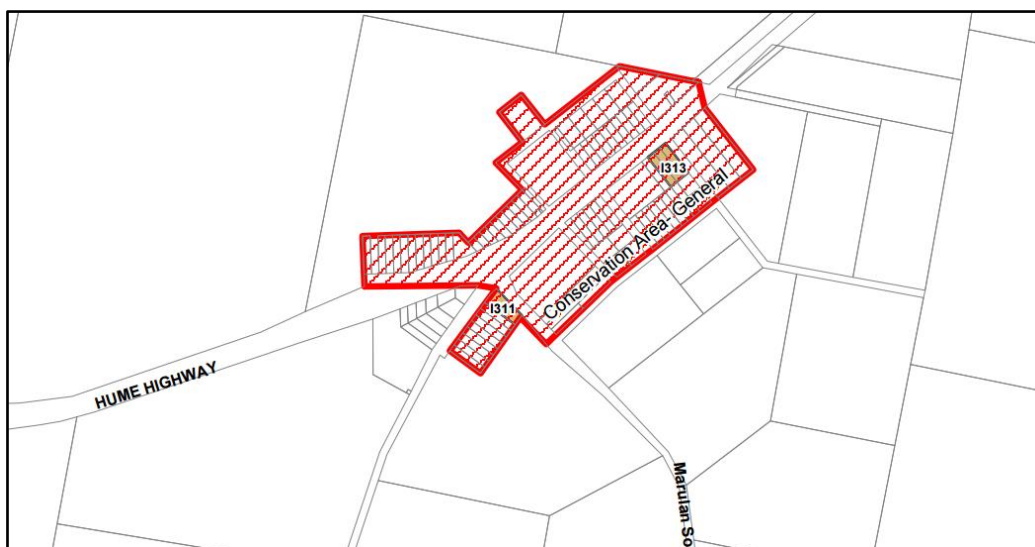 I313
Conservation Area- General
I311
HUME HIGHWAY
Marulan So